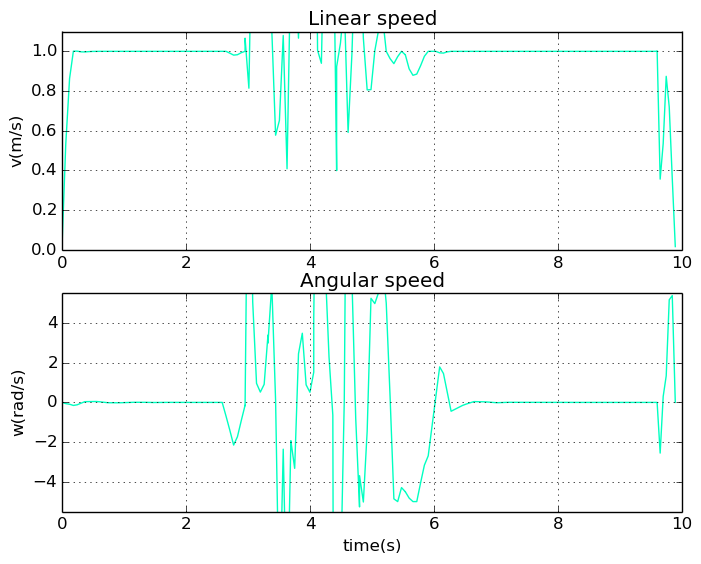 Linear speed
1.0
0.8
0.6
0.4
0.2
0.0
v(m/s)
0 2 4 6 8 10
Angular speed
4
2
0
−2
−4
w(rad/s)
0 2 4 6 8 10
time(s)